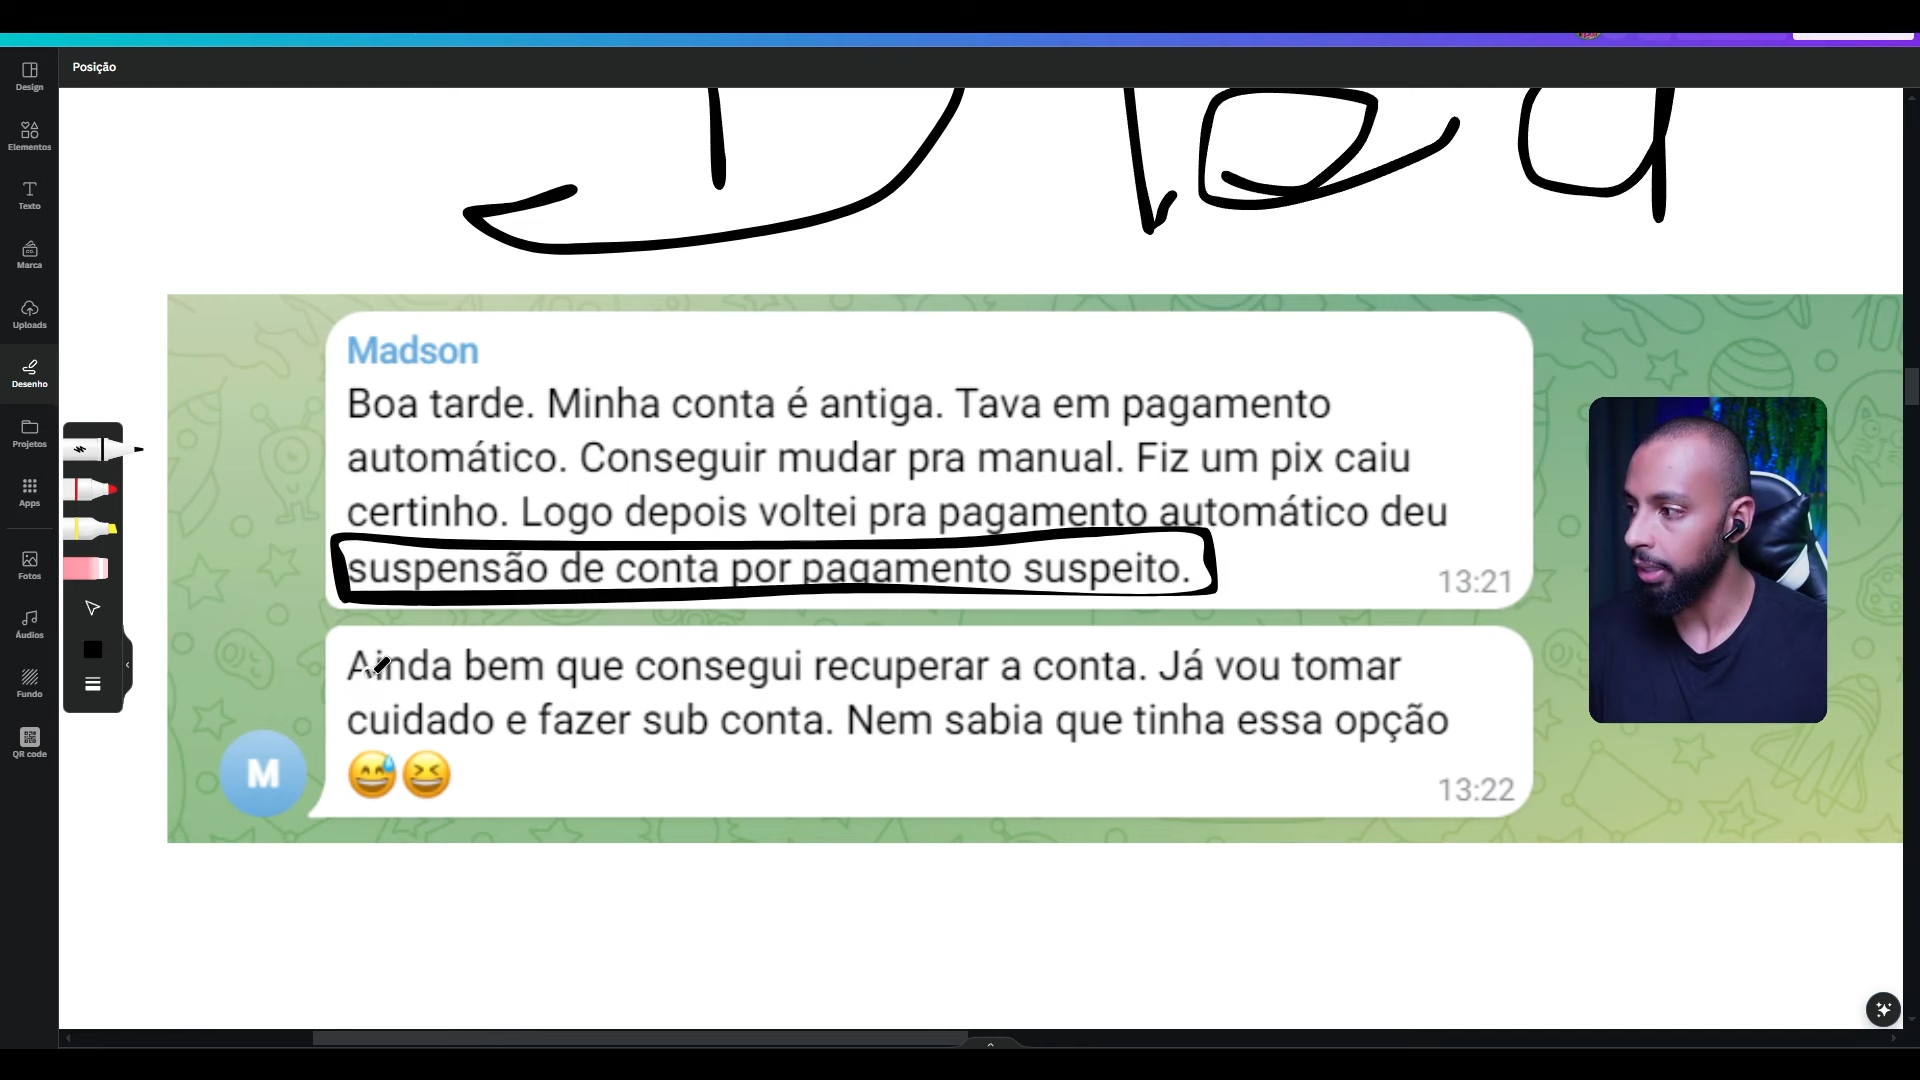 Posição
Design
Elementos
Texto
Marca
Uploads
Desenho
Projetos
Apps
Fotos
Áudios
Fundo
QR code
Madson
Boa tarde. Minha conta é antiga. Tava em pagamento
automático. Conseguir mudar pra manual. Fiz um pix caiu
certinho. Logo depois voltei pra pagamento automático deu
suspensão de conta por pagamento suspeito.
13:21
Ainda bem que consegui recuperar a conta. Já vou tomar
cuidado e fazer sub conta. Nem sabia que tinha essa opção
😅😆
13:22
M